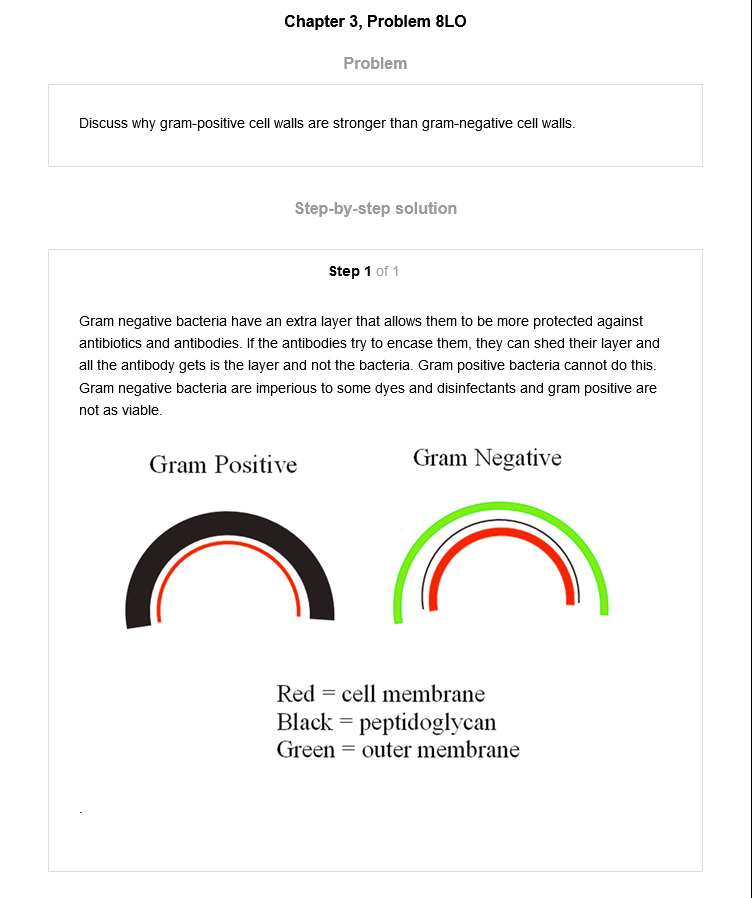 Chapter 3, Problem 8LO
Problem
Discuss why gram-positive cell walls are stronger than gram-negative cell walls.
Step-by-step solution
Step 1 of 1
Gram negative bacteria have an extra layer that allows them to be more protected against
antibiotics and antibodies. If the antibodies try to encase them, they can shed their layer and
all the antibody gets is the layer and not the bacteria. Gram positive bacteria cannot do this.
Gram negative bacteria are imperious to some dyes and disinfectants and gram positive are
not as viable.
Gram Positive
Gram Negative
Red = cell membrane
Black = peptidoglycan
Green = outer membrane
.